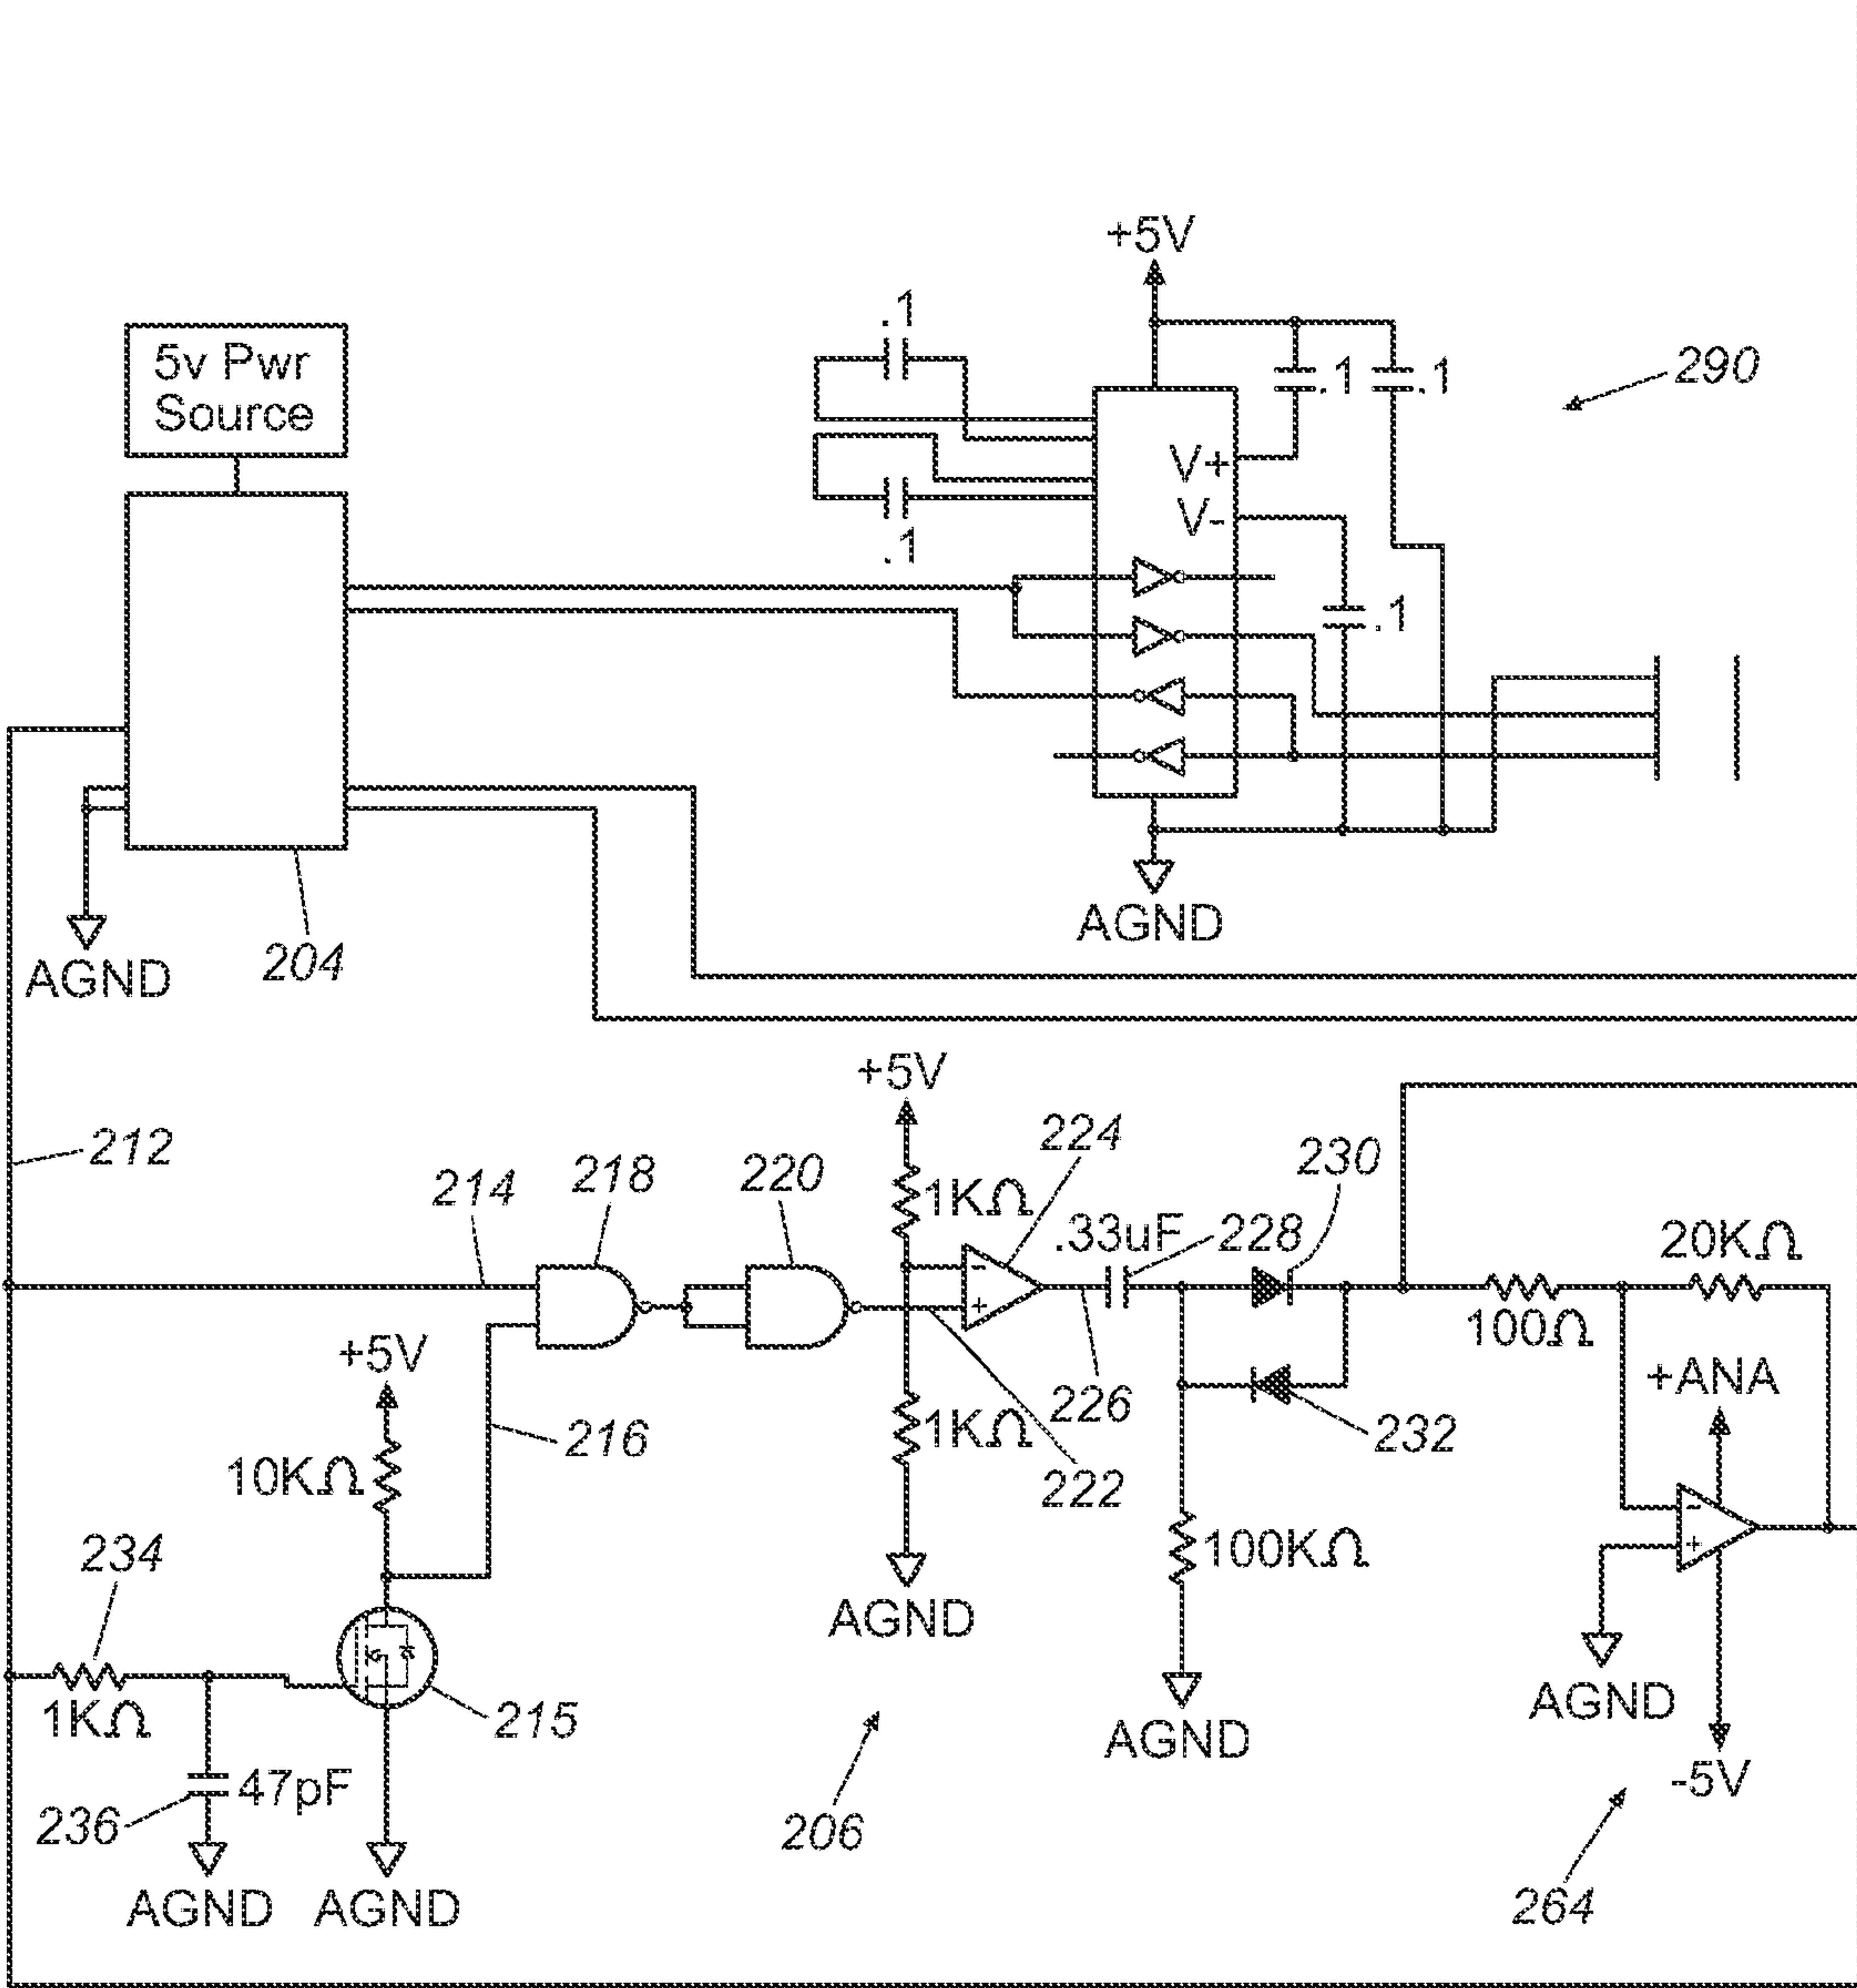 +5V
.1
5v Pwr
Source
.1
.1
290
V+
V-
.1
.1
AGND
AGND
204
+5V
212
214
218
220
224
230
1KΩ
.33uF
228
20KΩ
100Ω
+5V
+ANA
1KΩ
226
232
216
10KΩ
222
234
100KΩ
AGND
1KΩ
215
AGND
AGND
47pF
-5V
236
206
264
AGND
AGND
-
+
-
+